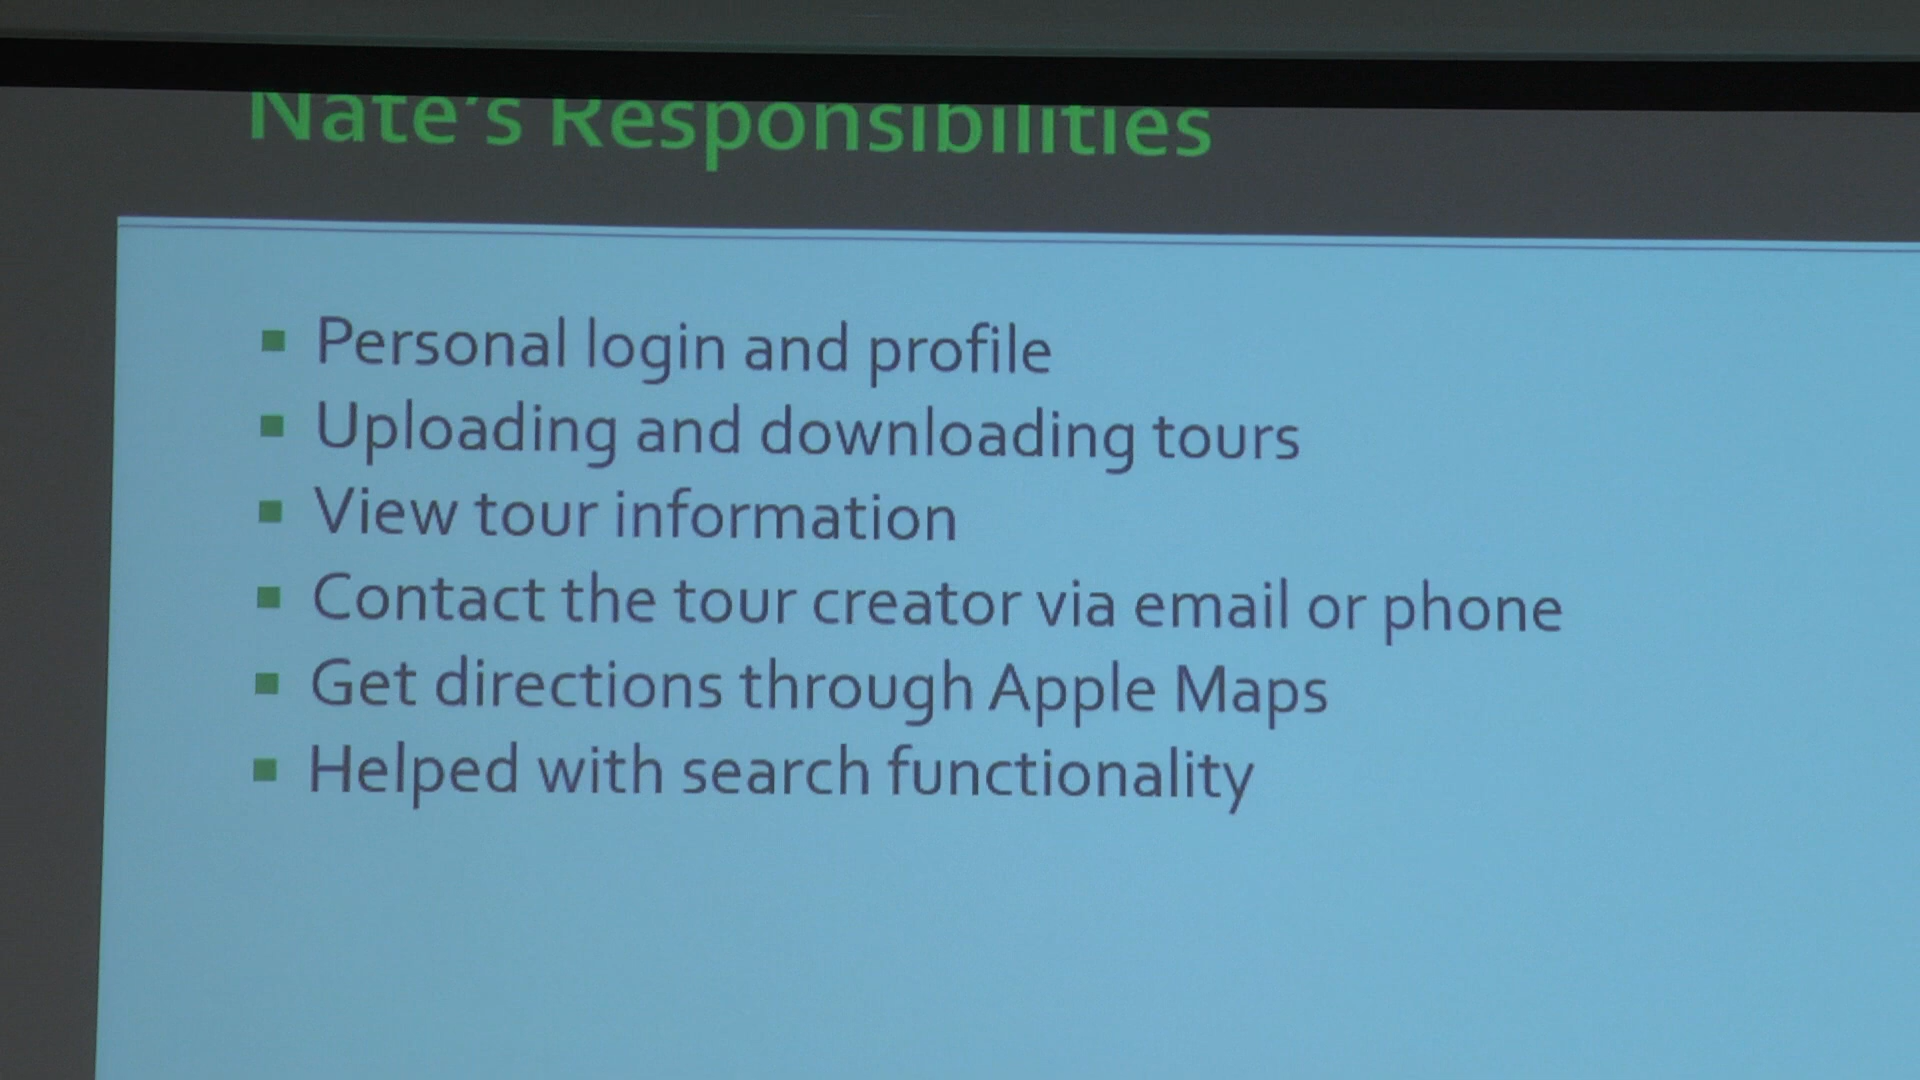 Nate's Responsibilities
Personal login and profile
Uploading and downloading tours
View tour information
Contact the tour creator via email or phone
Get directions through Apple Maps
Helped with search functionality